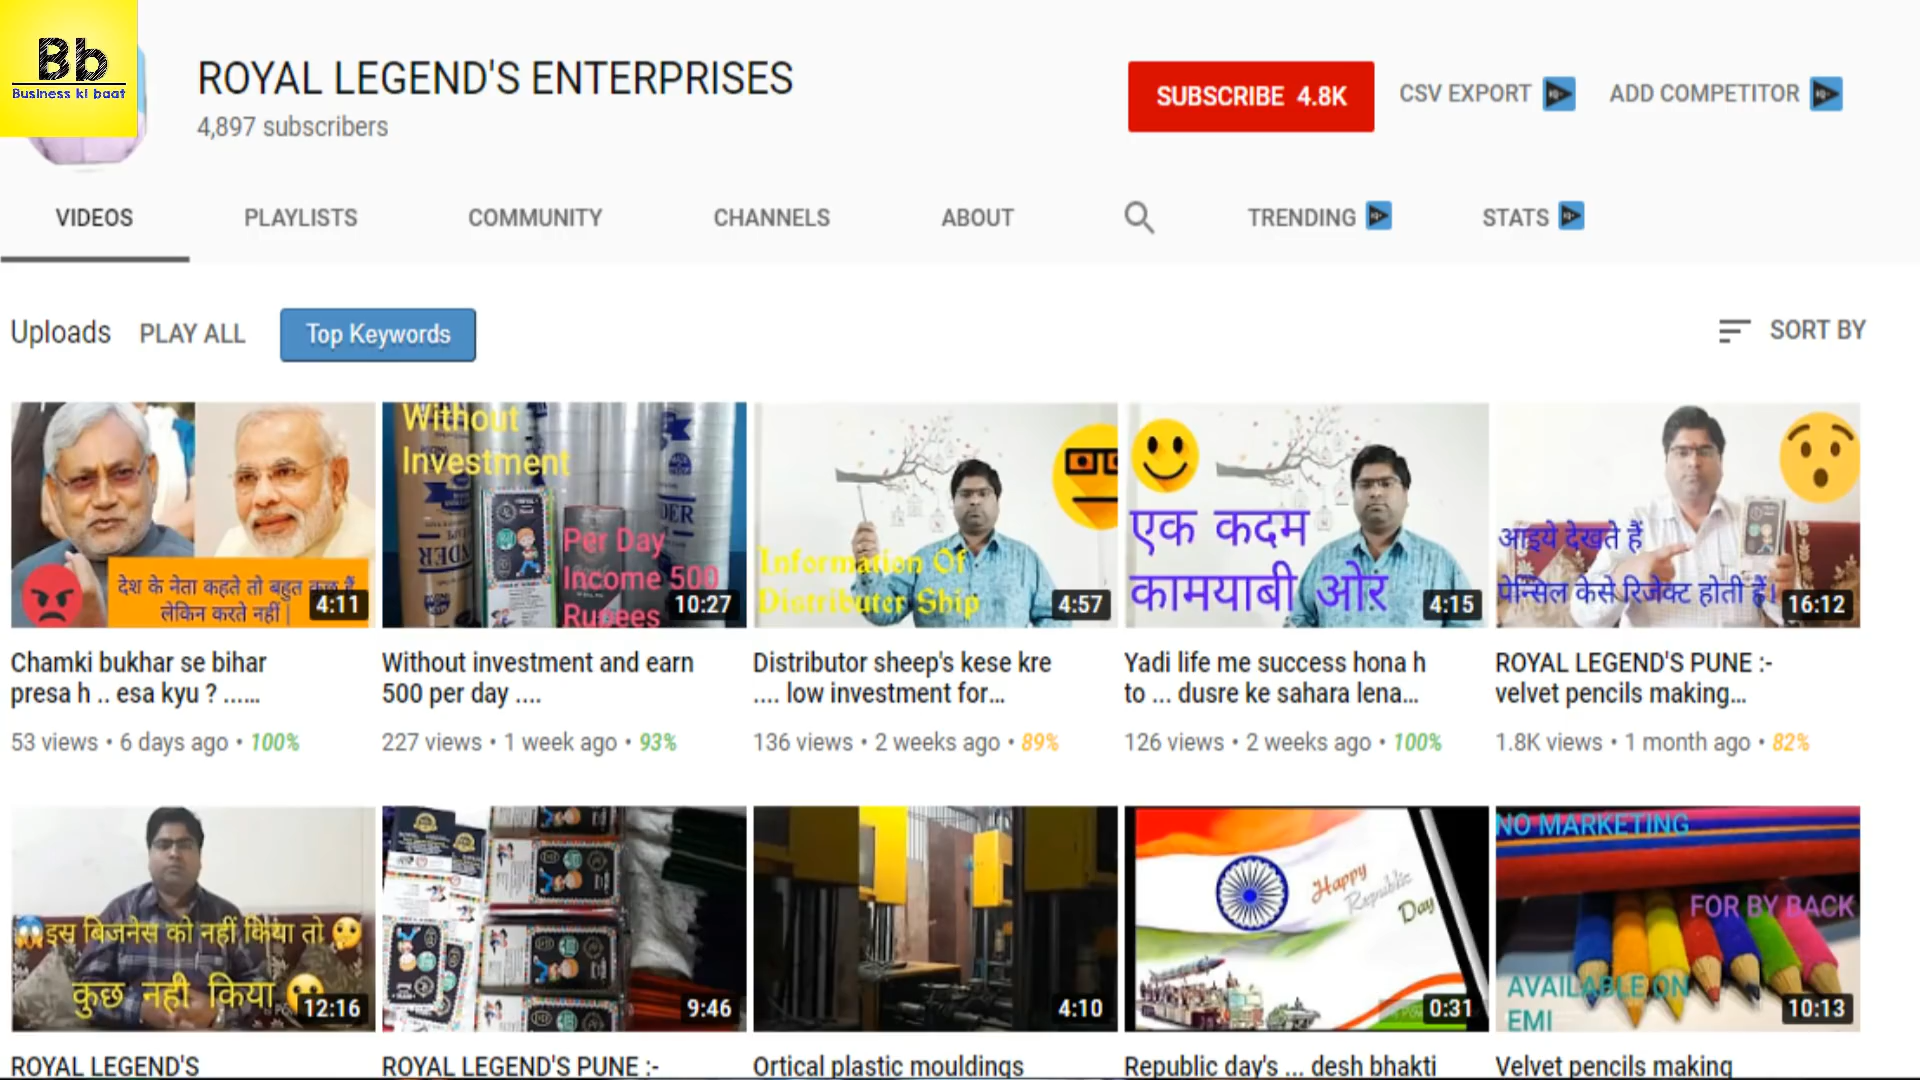 Bb
Business ki baat
ROYAL LEGEND'S ENTERPRISES
4,897 subscribers
SUBSCRIBE 4.8K
CSV EXPORT
ADD COMPETITOR
VIDEOS
PLAYLISTS
COMMUNITY
CHANNELS
ABOUT
TRENDING
STATS
Uploads
PLAY ALL
Top Keywords
SORT BY
देश के नेता कहते तो बहुत कुछ हैं
लेकिन करते नहीं |
4:11
Without
Investment
Per Day
Income 500
Rupees
10:27
Information Of
Distributer Ship
4:57
एक कदम
कामयाबी ओर
4:15
आइये देखते हैं
पेन्सिल केसे रिजेक्ट होती हैं।
16:12
Chamki bukhar se bihar
presa h .. esa kyu ? ......
53 views • 6 days ago • 100%
Without investment and earn
500 per day ....
227 views • 1 week ago • 93%
Distributor sheep's kese kre
.... low investment for...
136 views • 2 weeks ago • 89%
Yadi life me success hona h
to ... dusre ke sahara lena...
126 views • 2 weeks ago • 100%
ROYAL LEGEND'S PUNE :-
velvet pencils making...
1.8K views • 1 month ago • 82%
इस बिजनेस को नहीं किया तो
कुछ नही किया
12:16
9:46
4:10
Happy
Republic
Day
0:31
NO MARKETING
FOR BY BACK
AVAILABLE ON
EMI
10:13
ROYAL LEGEND'S
ROYAL LEGEND'S PUNE :-
Ortical plastic mouldings
Republic day's ... desh bhakti
Velvet pencils making